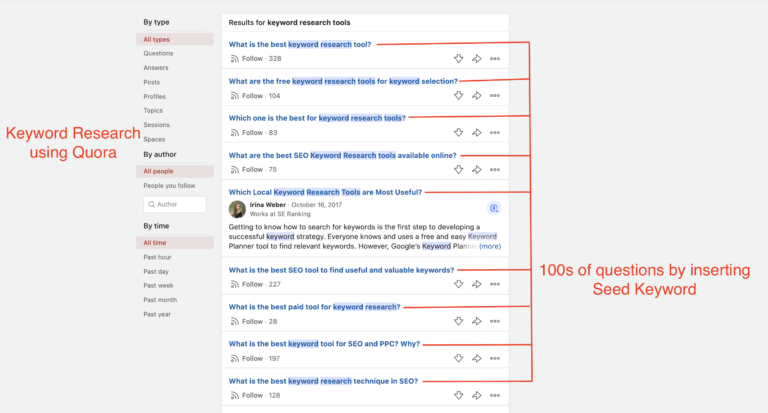 By type
All types
Questions
Answers
Posts
Profiles
Topics
Sessions
Spaces
By author
All people
People you follow
Author
By time
All time
Past hour
Past day
Past week
Past month
Past year
Keyword Research
using Quora
Results for keyword research tools
What is the best keyword research tool?
Follow · 328
What are the free keyword research tools for keyword selection?
Follow · 104
Which one is the best for keyword research tools?
Follow · 83
What are the best SEO Keyword Research tools available online?
Follow · 75
Which Local Keyword Research Tools are Most Useful?
Irina Weber · October 16, 2017
Works at SE Ranking
Getting to know how to search for keywords is the first step to developing a
successful keyword strategy. Everyone knows and uses a free and easy Keyword
Planner tool to find relevant keywords. However, Google's Keyword (more)
What is the best SEO tool to find useful and valuable keywords?
Follow · 227
What is the best paid tool for keyword research?
Follow · 28
What is the best keyword tool for SEO and PPC? Why?
Follow · 197
What is the best keyword research technique in SEO?
Follow · 128
100s of questions by inserting
Seed Keyword